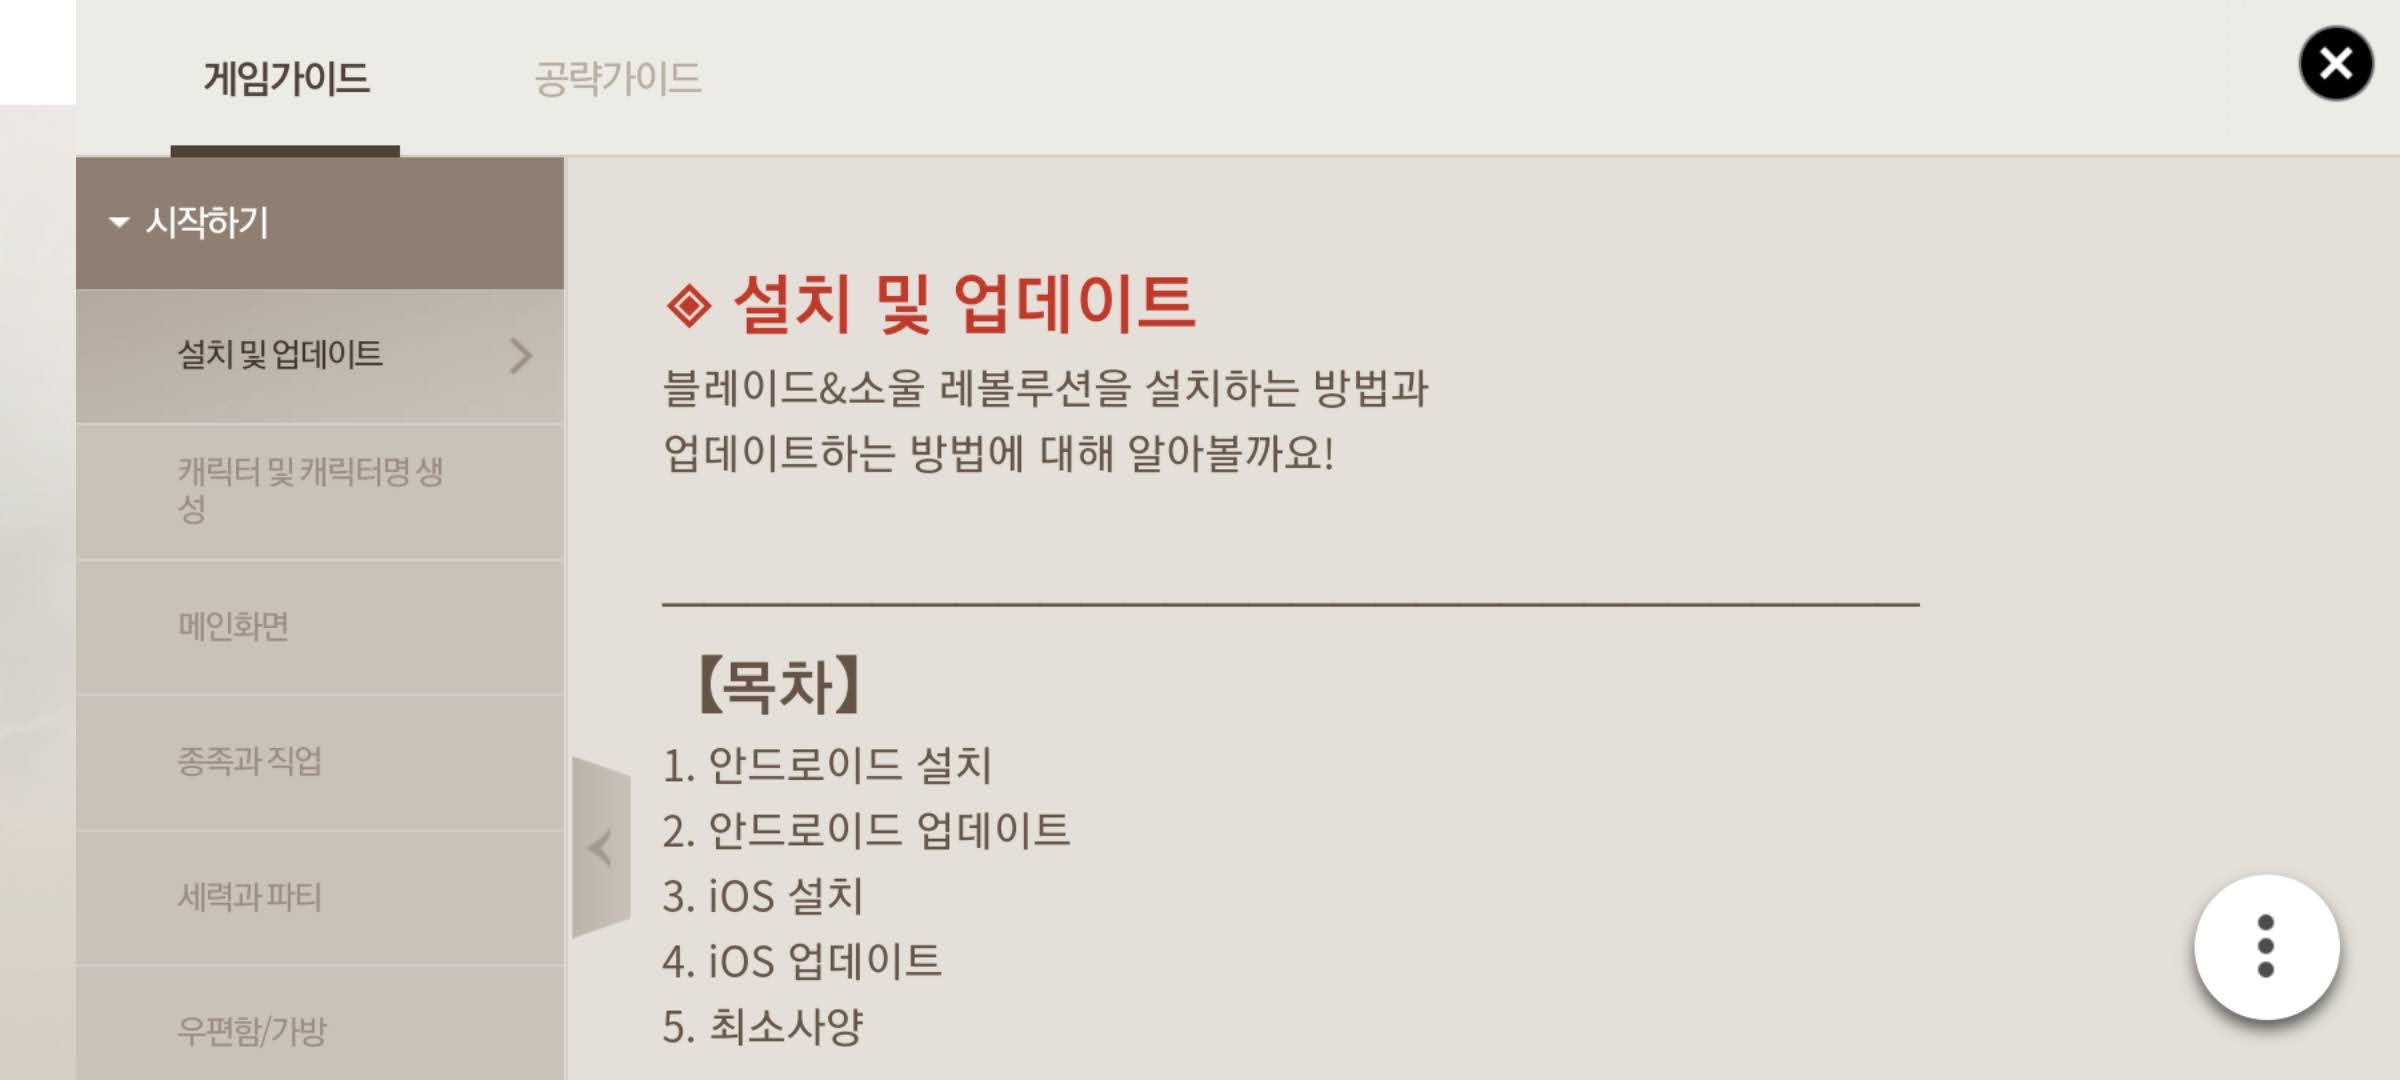 게임가이드
공략가이드
시작하기
설치 및 업데이트
캐릭터 및 캐릭터명 생
성
메인화면
종족과 직업
세력과 파티
우편함/가방
◈ 설치 및 업데이트
블레이드&소울 레볼루션을 설치하는 방법과
업데이트하는 방법에 대해 알아볼까요!
【목차】
1. 안드로이드 설치
2. 안드로이드 업데이트
3. iOS 설치
4. iOS 업데이트
5. 최소사양